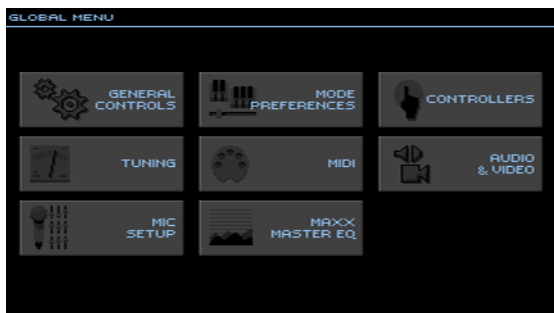 GLOBAL MENU
GENERAL
CONTROLS
MODE
PREFERENCES
CONTROLLERS
TUNING
MIDI
AUDIO
& VIDEO
MIC
SETUP
MAXX
MASTER EQ